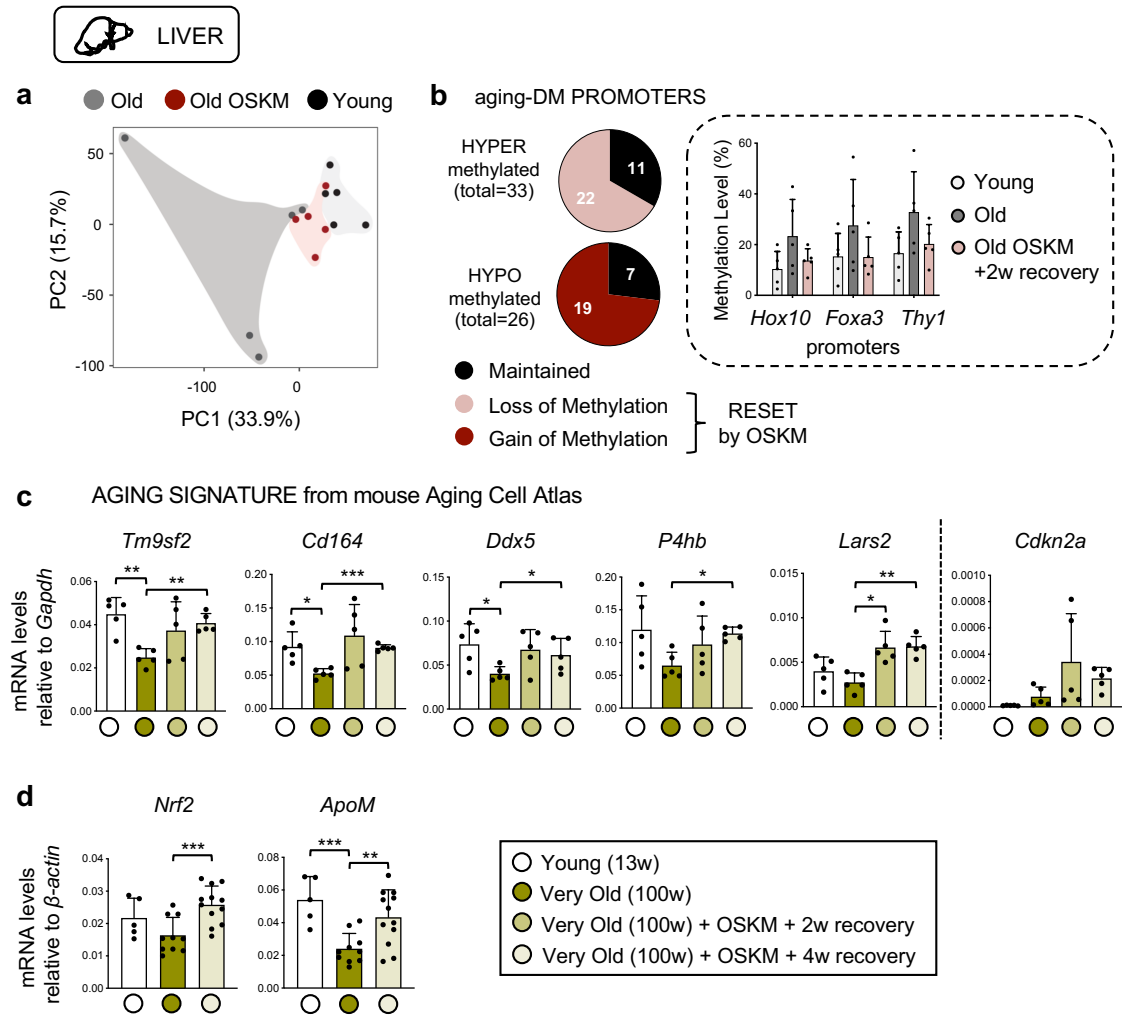 LIVER
a
Old
Old OSKM
Young
50
0
-50
-100
PC2 (15.7%)
-100
0
PC1 (33.9%)
b
aging-DM PROMOTERS
HYPER
methylated
(total=33)
11
22
HYPO
methylated
(total=26)
7
19
Maintained
Loss of Methylation
Gain of Methylation
RESET
by OSKM
Methylation Level (%)
60
40
20
0
Hox10
Foxa3
Thy1
promoters
Young
Old
Old OSKM
+2w recovery
c
AGING SIGNATURE from mouse Aging Cell Atlas
mRNA levels
relative to Gapdh
Tm9sf2
**
**
0.06
0.04
0.02
0.00
Cd164
*
***
0.20
0.15
0.10
0.05
0.00
Ddx5
*
*
0.15
0.10
0.05
0.00
P4hb
*
0.20
0.15
0.10
0.05
0.00
Lars2
**
*
0.015
0.010
0.005
0.000
Cdkn2a
0.0010
0.0008
0.0006
0.0004
0.0002
0.0000
d
mRNA levels
relative to β-actin
Nrf2
***
0.04
0.03
0.02
0.01
0.00
ApoM
***
**
0.08
0.06
0.04
0.02
0.00
Young (13w)
Very Old (100w)
Very Old (100w) + OSKM + 2w recovery
Very Old (100w) + OSKM + 4w recovery